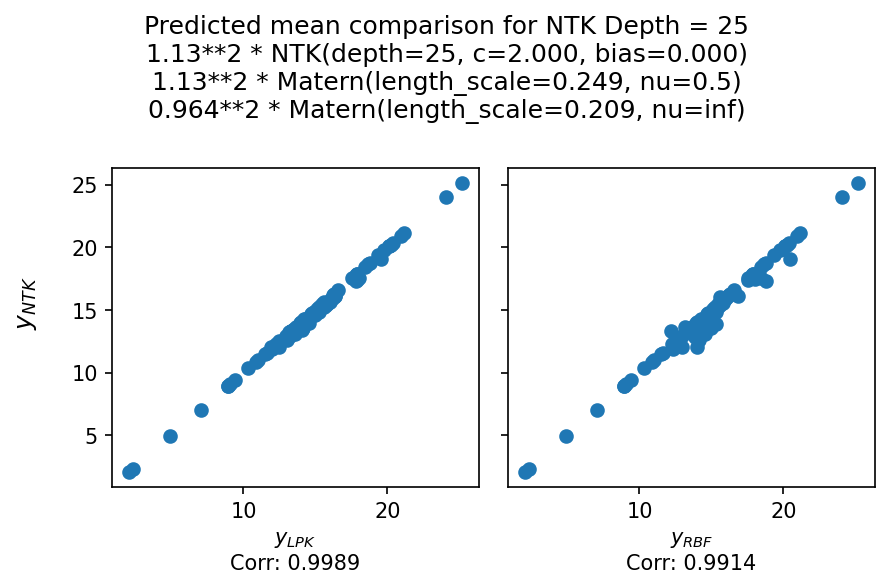 Predicted mean comparison for NTK Depth = 25
1.13**2 * NTK(depth=25, c=2.000, bias=0.000)
1.13**2 * Matern(length_scale=0.249, nu=0.5)
0.964**2 * Matern(length_scale=0.209, nu=inf)
25
20
15
10
5
y_NTK
10 20
10 20
y_LPK
Corr: 0.9989
y_RBF
Corr: 0.9914